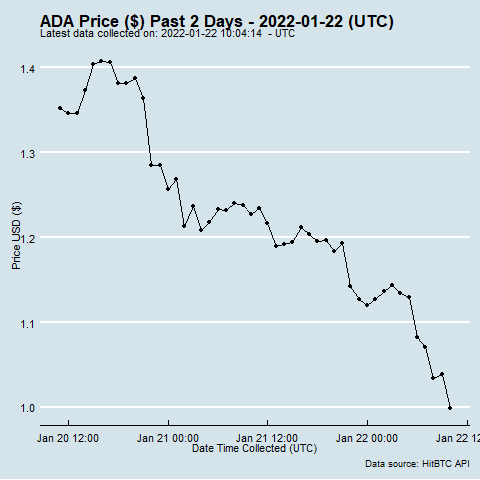 ADA Price ($) Past 2 Days - 2022-01-22 (UTC)
Latest data collected on: 2022-01-22 10:04:14 - UTC
1.4
1.3
1.2
1.1
1.0
Price USD ($)
Jan 20 12:00 Jan 21 00:00 Jan 21 12:00 Jan 22 00:00 Jan 22 12
Date Time Collected (UTC)
Data source: HitBTC API